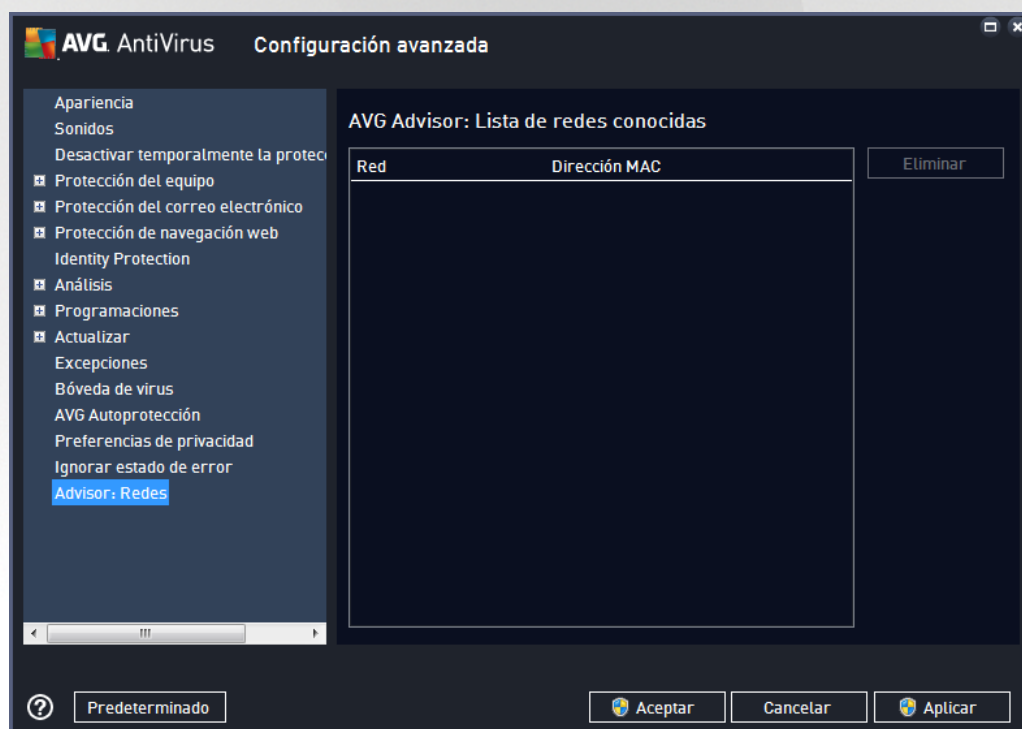 AVG. AntiVirus Configuración avanzada
Apariencia
Sonidos
Desactivar temporalmente la protec
Protección del equipo
Protección del correo electrónico
Protección de navegación web
Identity Protection
Análisis
Programaciones
Actualizar
Excepciones
Bóveda de virus
AVG Autoprotección
Preferencias de privacidad
Ignorar estado de error
Advisor: Redes
AVG Advisor: Lista de redes conocidas
Red Dirección MAC
Eliminar
Predeterminado
Aceptar
Cancelar
Aplicar